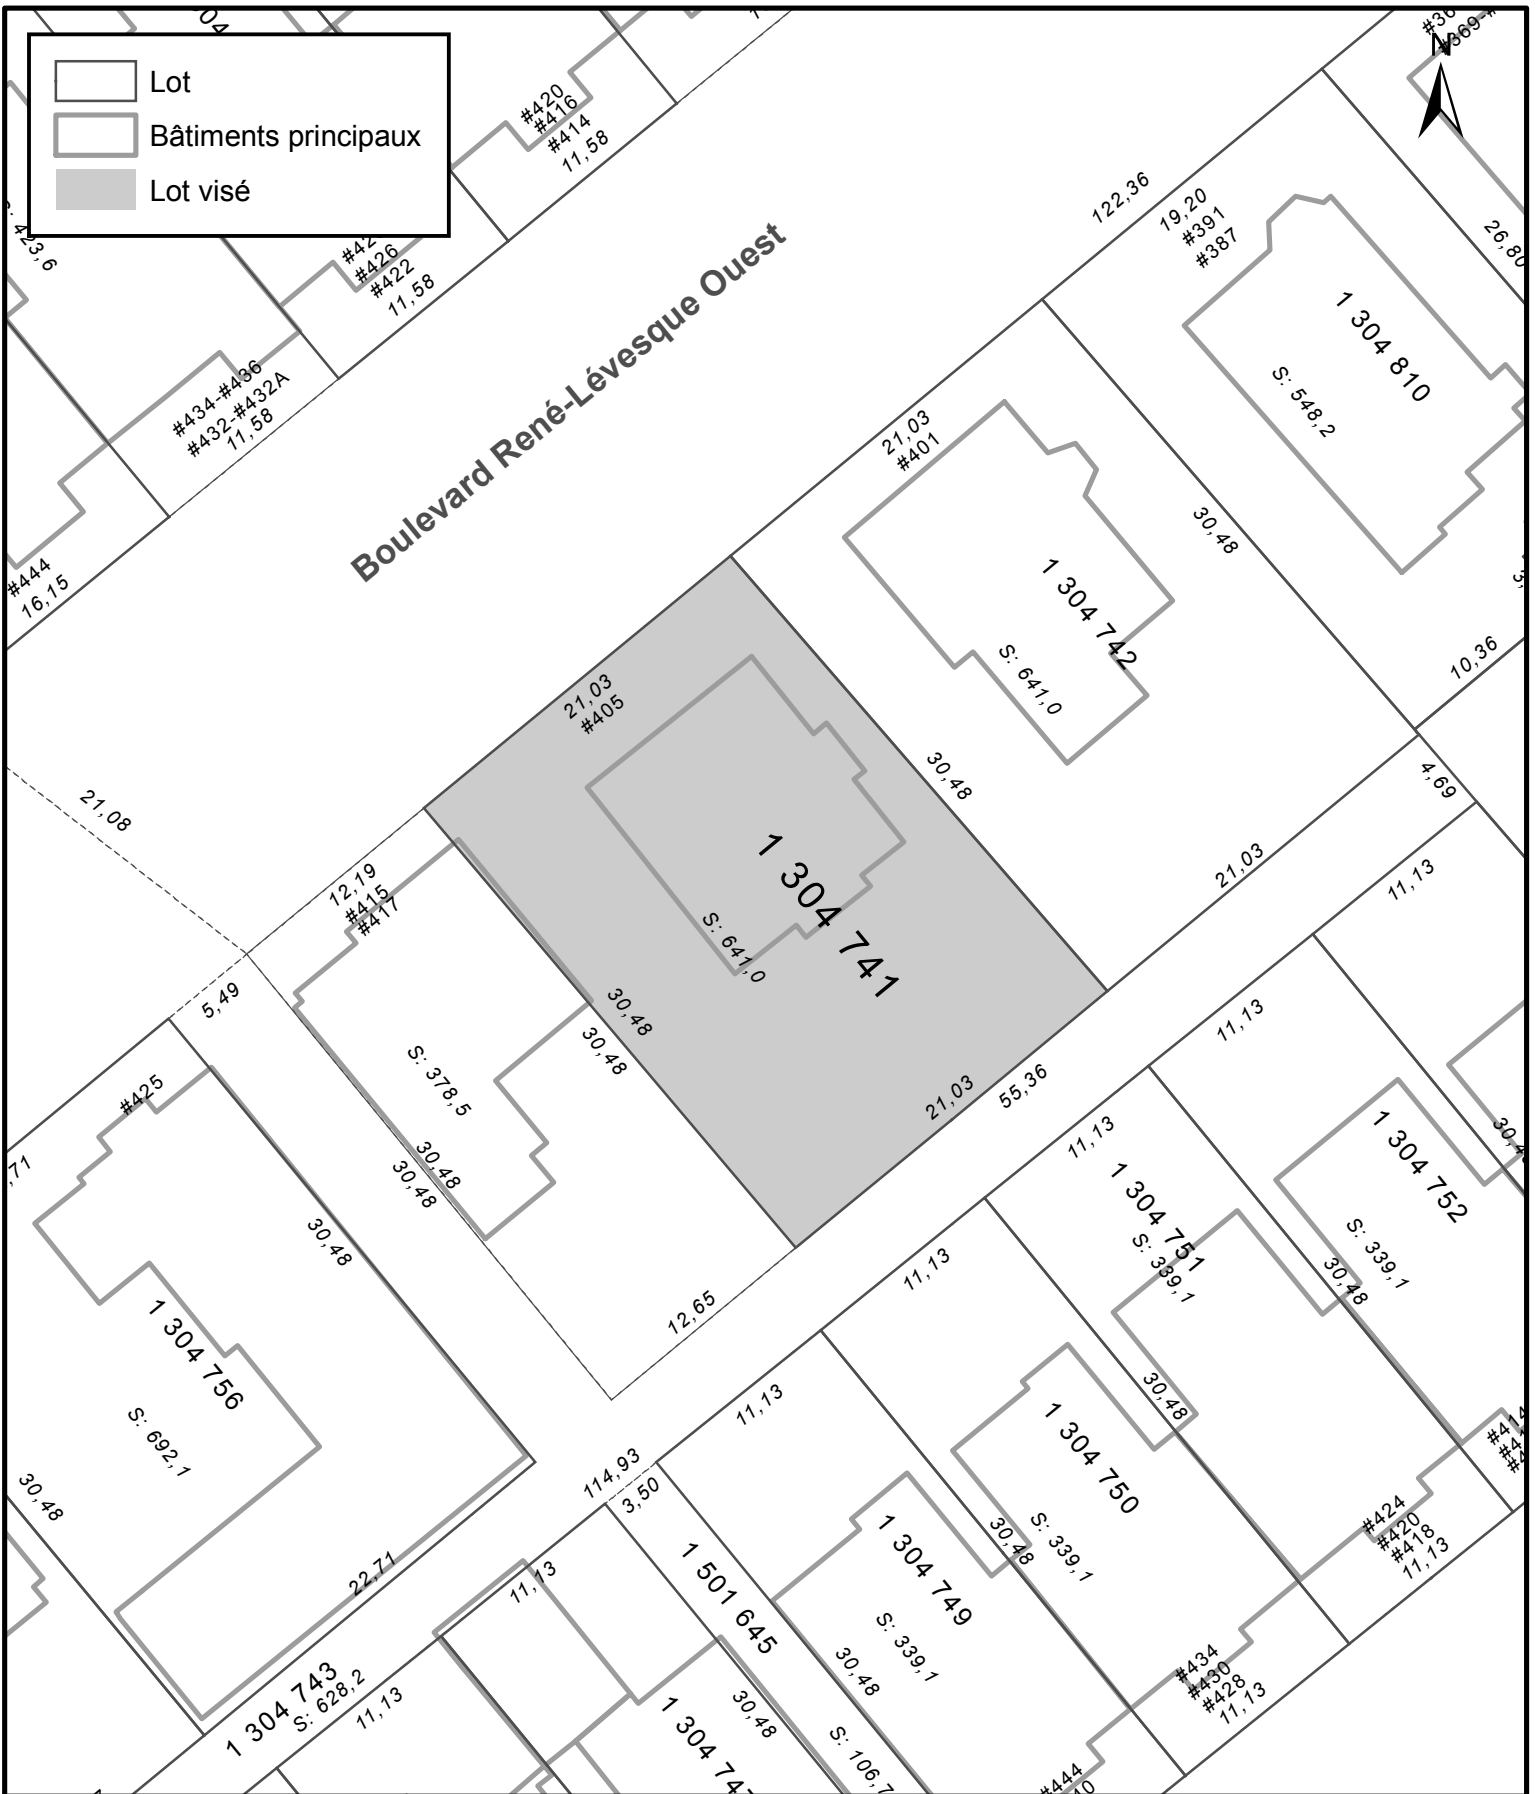 Lot
Bâtiments principaux
Lot visé
N
#420
#416
#414
11,58
#426
#422
11,58
#434-#436
#432-#432A
11,58
#444
16,15
Boulevard René-Lévesque Ouest
122,36
19,20
#391
#387
26,80
1 304 810
S: 548,2
21,03
#401
30,48
1 304 742
S: 641,0
10,36
21,03
#405
30,48
4,69
21,08
1 304 741
S: 641,0
21,03
11,13
12,19
#415
#417
5,49
30,48
30,48
S: 378,5
11,13
21,03
55,36
#425
30,48
30,48
11,13
1 304 752
S: 339,1
1 304 751
S: 339,1
30,48
30,48
11,13
12,65
1 304 756
S: 692,1
30,48
11,13
30,48
1 304 750
S: 339,1
114,93
3,50
22,71
11,13
1 501 645
1 304 749
S: 339,1
30,48
#424
#420
#418
11,13
30,48
30,48
1 304 743
S: 628,2
11,13
#434
#430
#428
11,13
#444